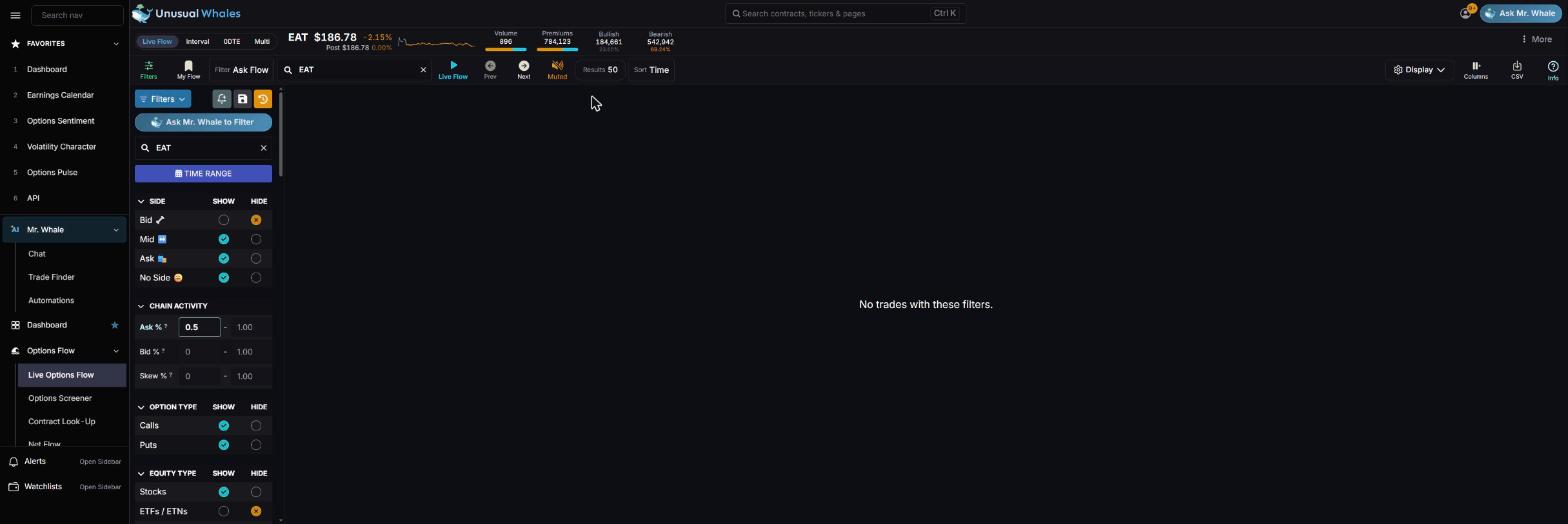 Search nav
Unusual Whales
Search contracts, tickers & pages
Ctrl K
9+
Ask Mr. Whale
FAVORITES
1 Dashboard
2 Earnings Calendar
3 Options Sentiment
4 Volatility Character
5 Options Pulse
6 API
AI Mr. Whale
Chat
Trade Finder
Automations
Dashboard
Options Flow
Live Options Flow
Options Screener
Contract Look-Up
Net Flow
Alerts Open Sidebar
Watchlists Open Sidebar
Live Flow Interval 0DTE Multi
EAT $186.78 -2.15%
Post $186.78 0.00%
Volume
896
Premiums
784,123
Bullish
184,661
Bearish
542,942
69.24%
More
Filters
My Flow
Filter Ask Flow
EAT
Live Flow
Prev
Next
Muted
Results 50
Sort Time
Display
Columns
CSV
Info
Filters
Ask Mr. Whale to Filter
EAT
TIME RANGE
SIDE SHOW HIDE
Bid
Mid
Ask
No Side
CHAIN ACTIVITY
Ask % ? 0.5 - 1.00
Bid % ? 0 - 1.00
Skew % ? 0 - 1.00
OPTION TYPE SHOW HIDE
Calls
Puts
EQUITY TYPE SHOW HIDE
Stocks
ETFs / ETNs
No trades with these filters.